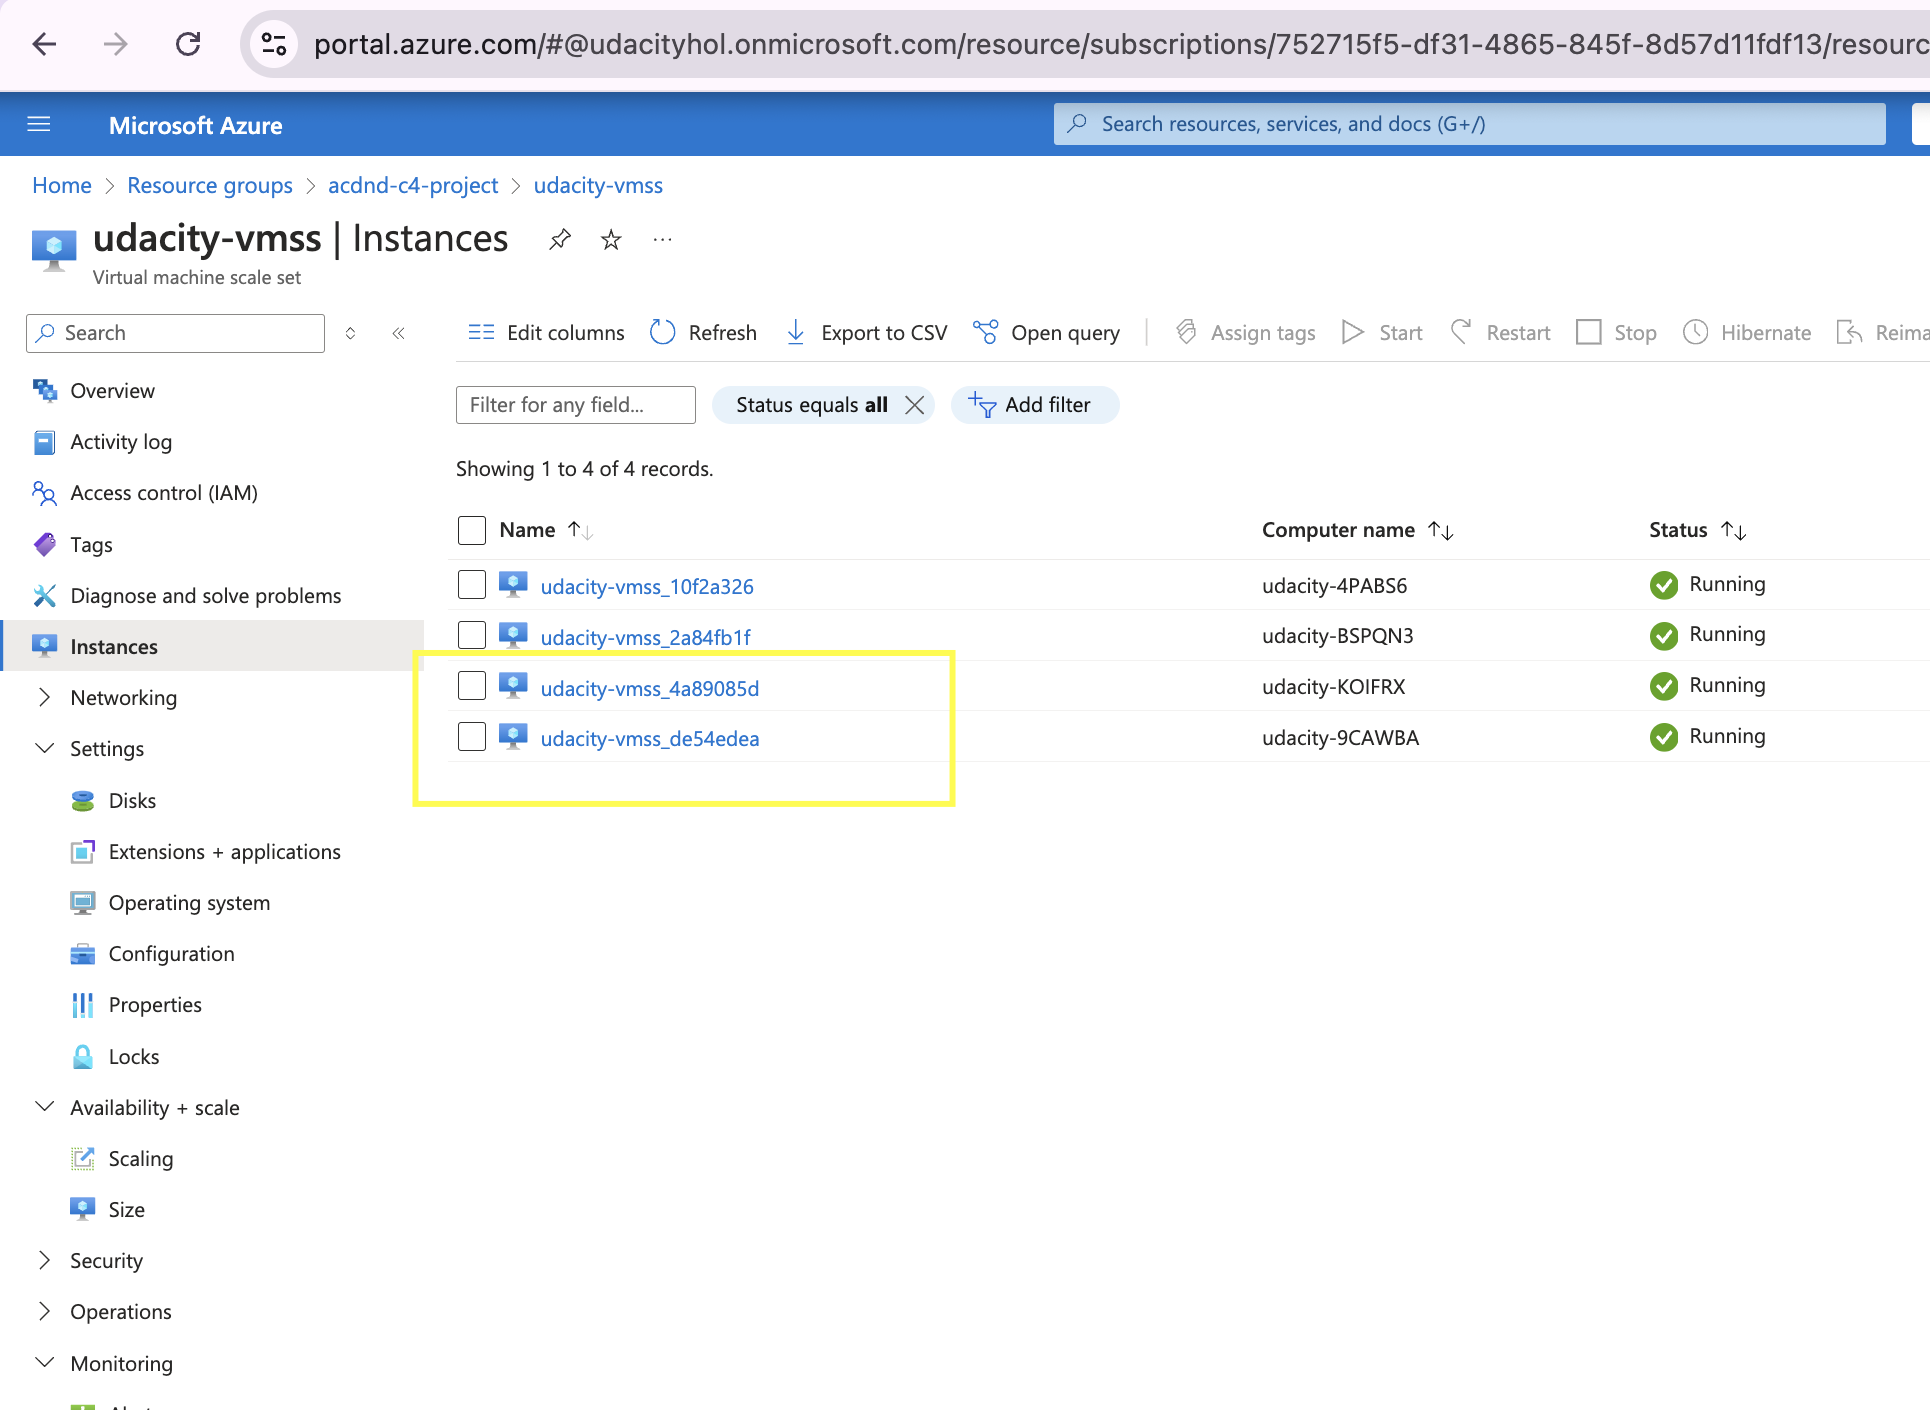 portal.azure.com/#@udacityhol.onmicrosoft.com/resource/subscriptions/752715f5-df31-4865-845f-8d57d11fdf13/resourc
Microsoft Azure
Search resources, services, and docs (G+/)
Home > Resource groups > acdnd-c4-project > udacity-vmss
udacity-vmss | Instances
Virtual machine scale set
Search
Edit columns Refresh Export to CSV Open query Assign tags Start Restart Stop Hibernate Reima
Filter for any field... Status equals all Add filter
Showing 1 to 4 of 4 records.
Name Computer name Status
udacity-vmss_10f2a326 udacity-4PABS6 Running
udacity-vmss_2a84fb1f udacity-BSPQN3 Running
udacity-vmss_4a89085d udacity-KOIFRX Running
udacity-vmss_de54edea udacity-9CAWBA Running
Overview
Activity log
Access control (IAM)
Tags
Diagnose and solve problems
Instances
Networking
Settings
Disks
Extensions + applications
Operating system
Configuration
Properties
Locks
Availability + scale
Scaling
Size
Security
Operations
Monitoring